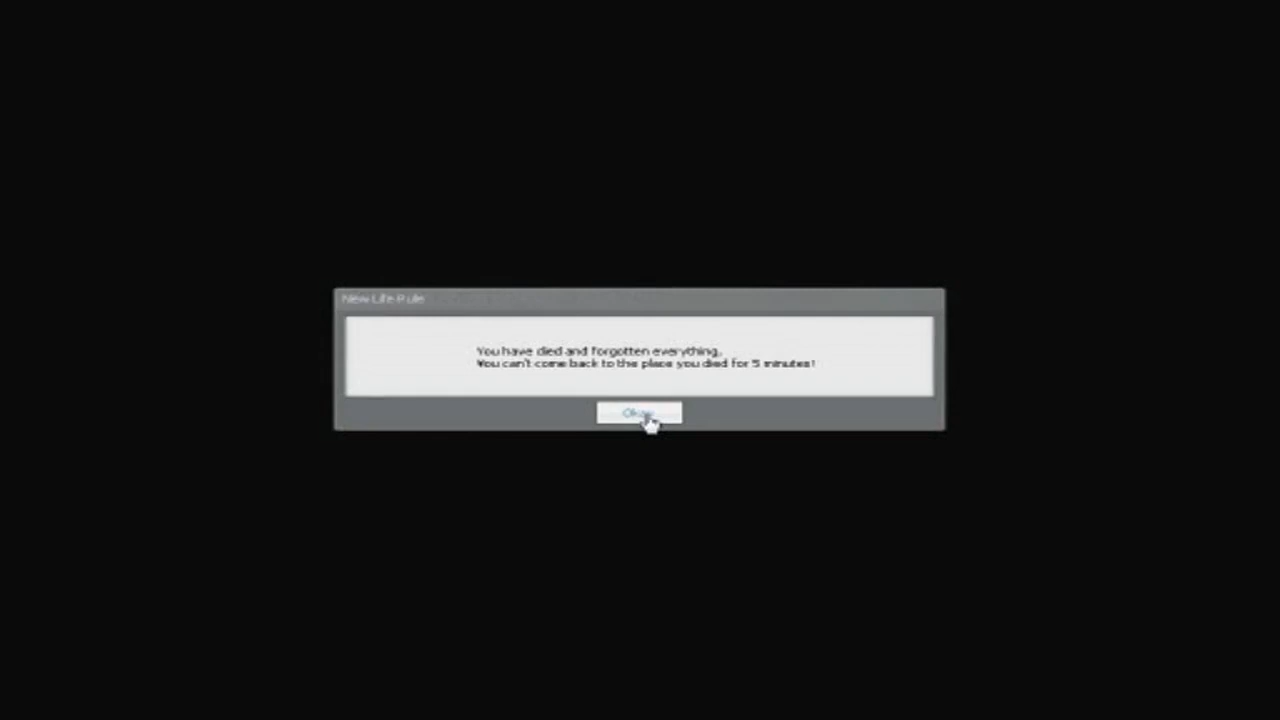 New Life Rule
You have died and forgotten everything,
You can't come back to the place you died for 5 minutes!
Okay